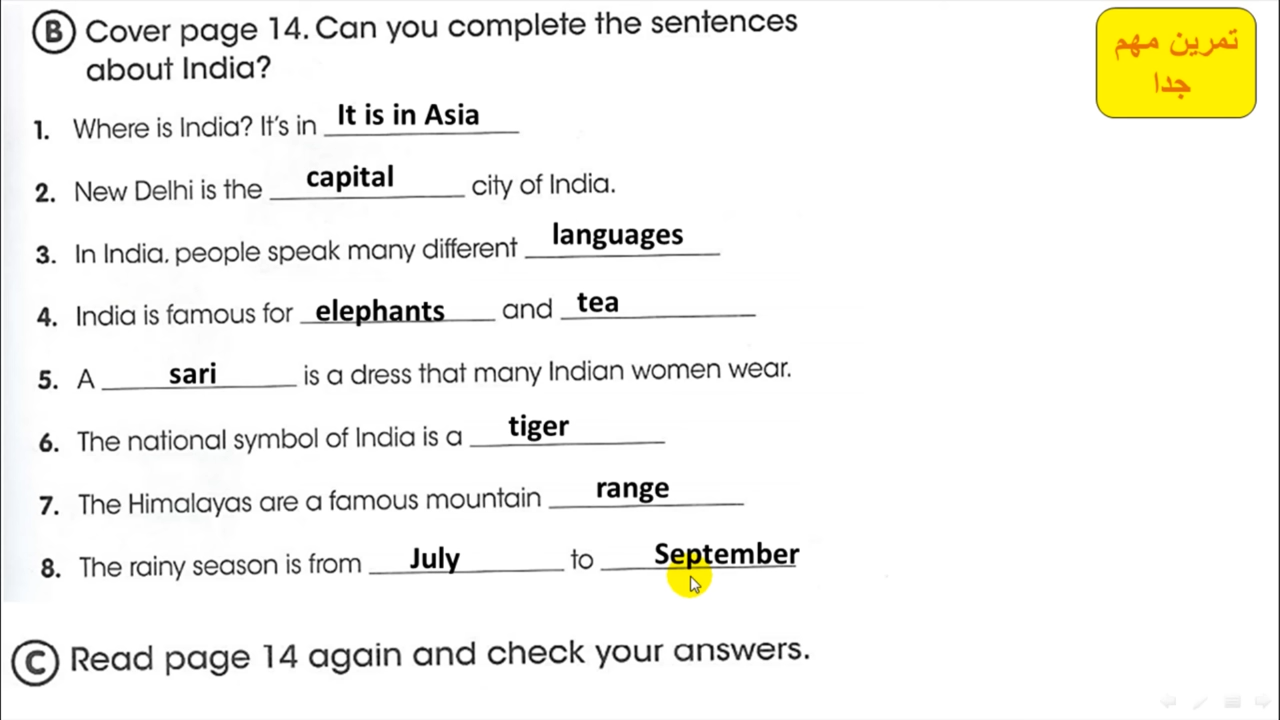 B Cover page 14. Can you complete the sentences
about India?
تمرين مهم
جدا
1. Where is India? It's in It is in Asia
2. New Delhi is the capital city of India.
3. In India, people speak many different languages
4. India is famous for elephants and tea
5. A sari is a dress that many Indian women wear.
6. The national symbol of India is a tiger
7. The Himalayas are a famous mountain range
8. The rainy season is from July to September
C Read page 14 again and check your answers.